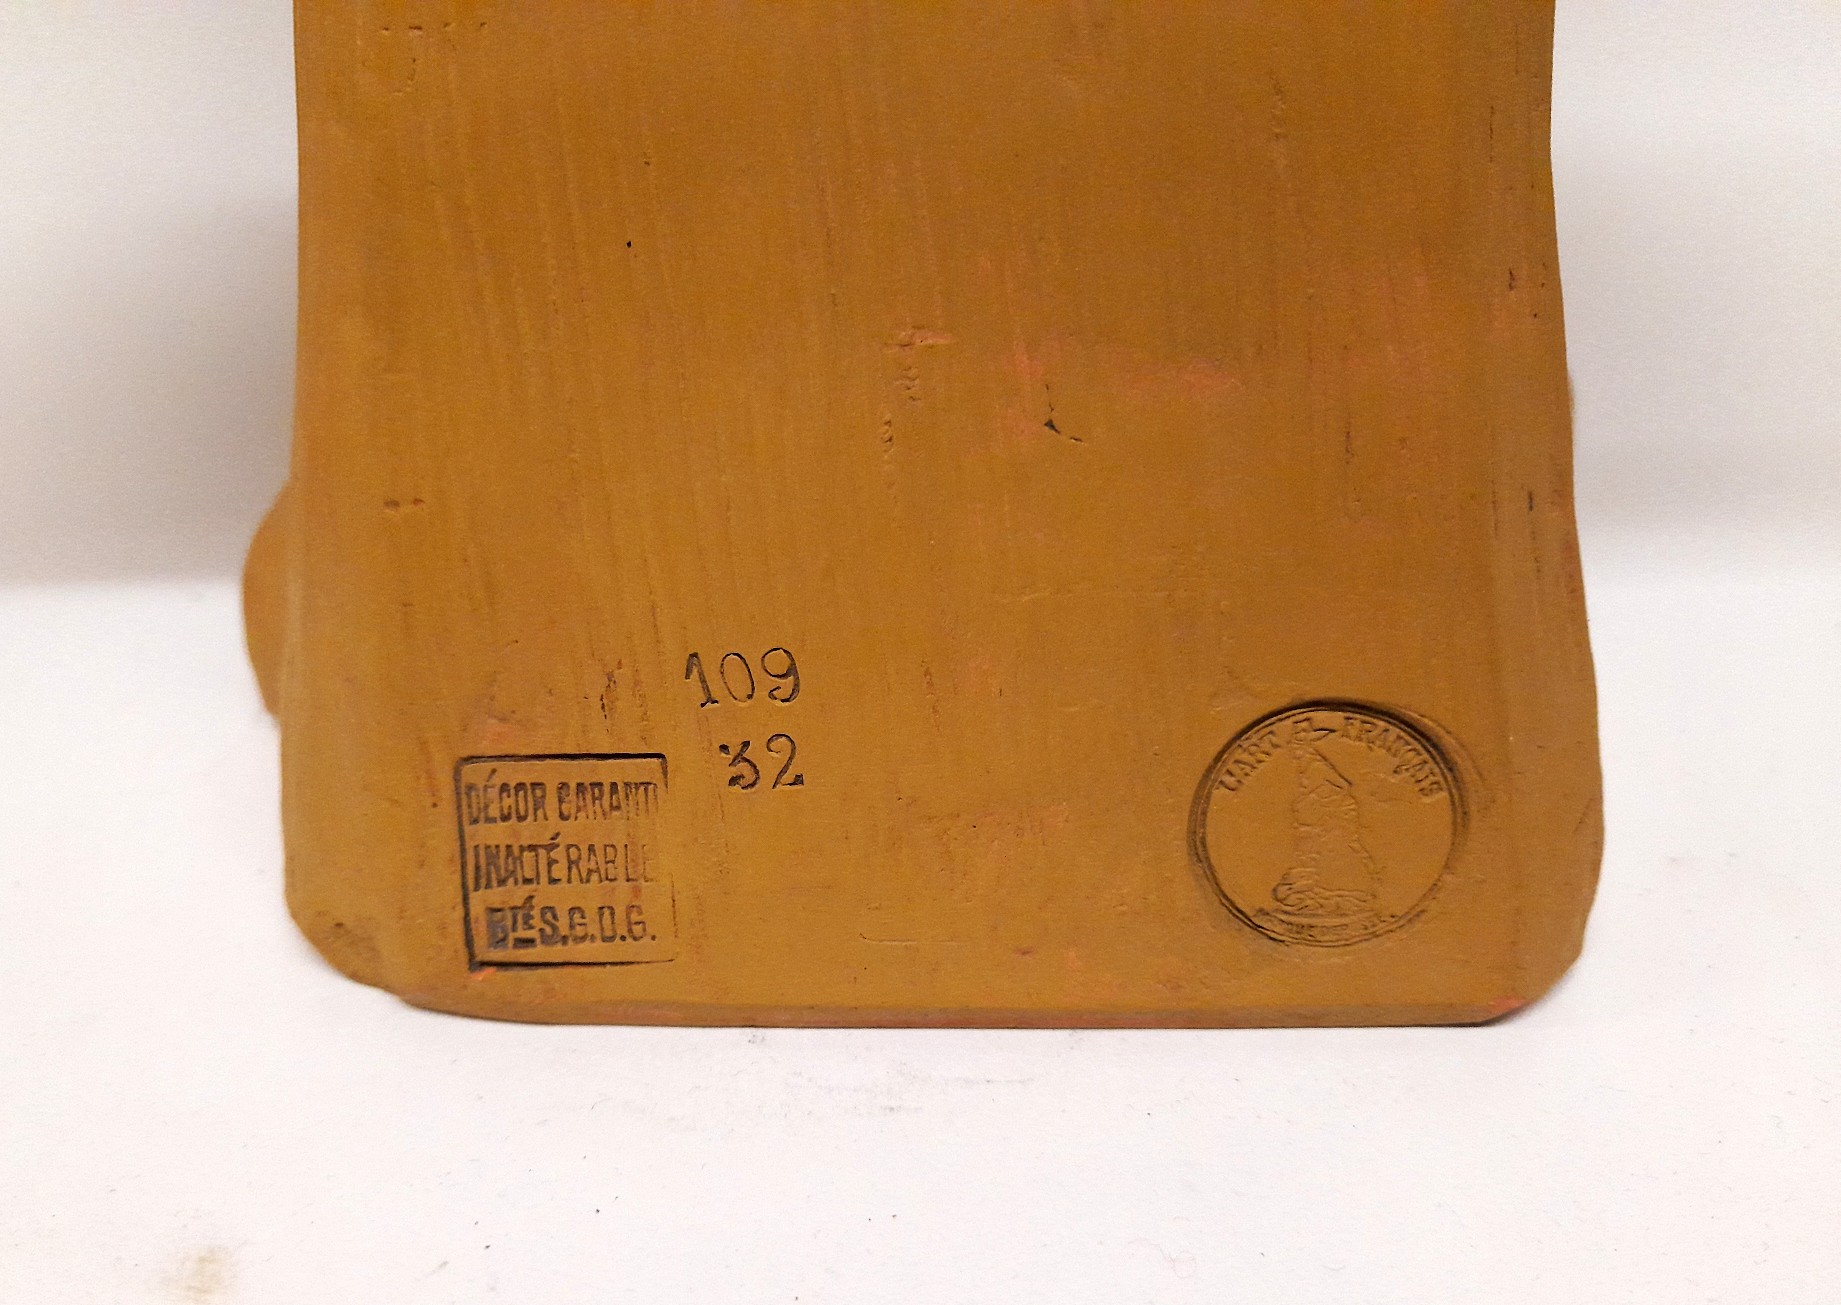 109
32
DÉCOR GARANTI
INALTÉRABLE
BTÉ S.G.D.G.
L'ART FRANÇAIS